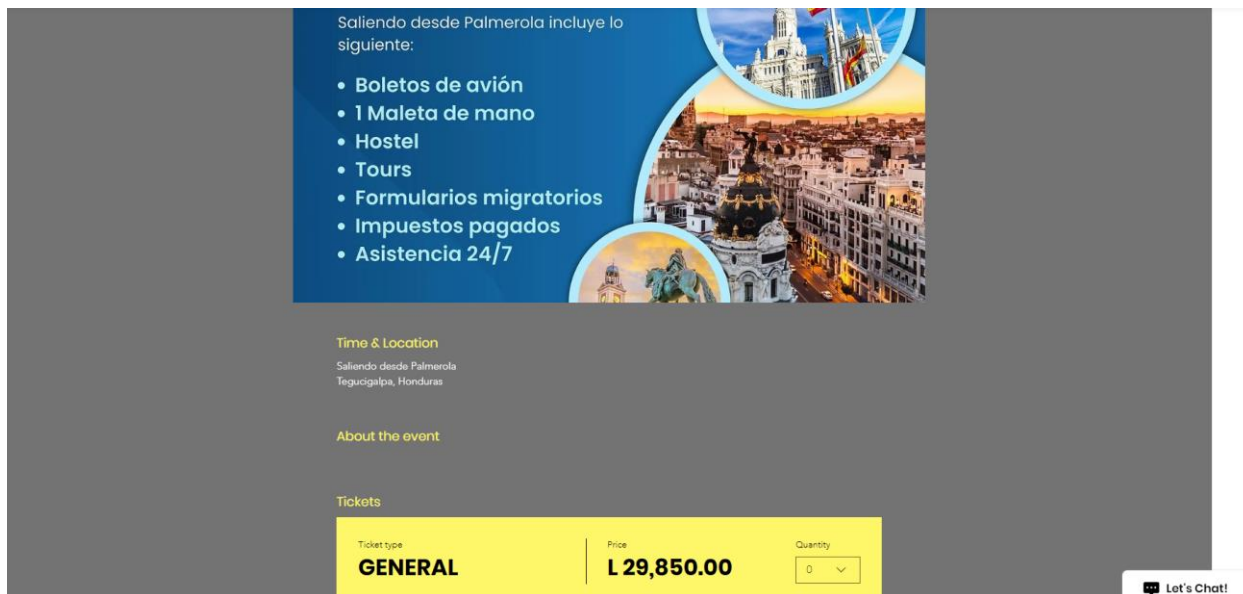 Saliendo desde Palmerola incluye lo
siguiente:
• Boletos de avión
• 1 Maleta de mano
• Hostel
• Tours
• Formularios migratorios
• Impuestos pagados
• Asistencia 24/7
Time & Location
Saliendo desde Palmerola
Tegucigalpa, Honduras
About the event
Tickets
Ticket type
GENERAL
Price
L 29,850.00
Quantity
0
Let's Chat!